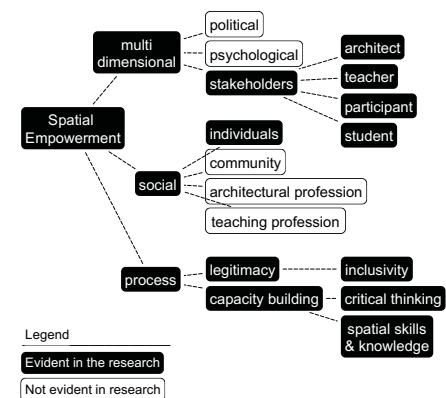 political
multi
dimensional
psychological
architect
stakeholders
teacher
participant
student
Spatial
Empowerment
individuals
community
social
architectural profession
teaching profession
process
legitimacy
inclusivity
capacity building
critical thinking
spatial skills
& knowledge
Legend
Evident in the research
Not evident in research